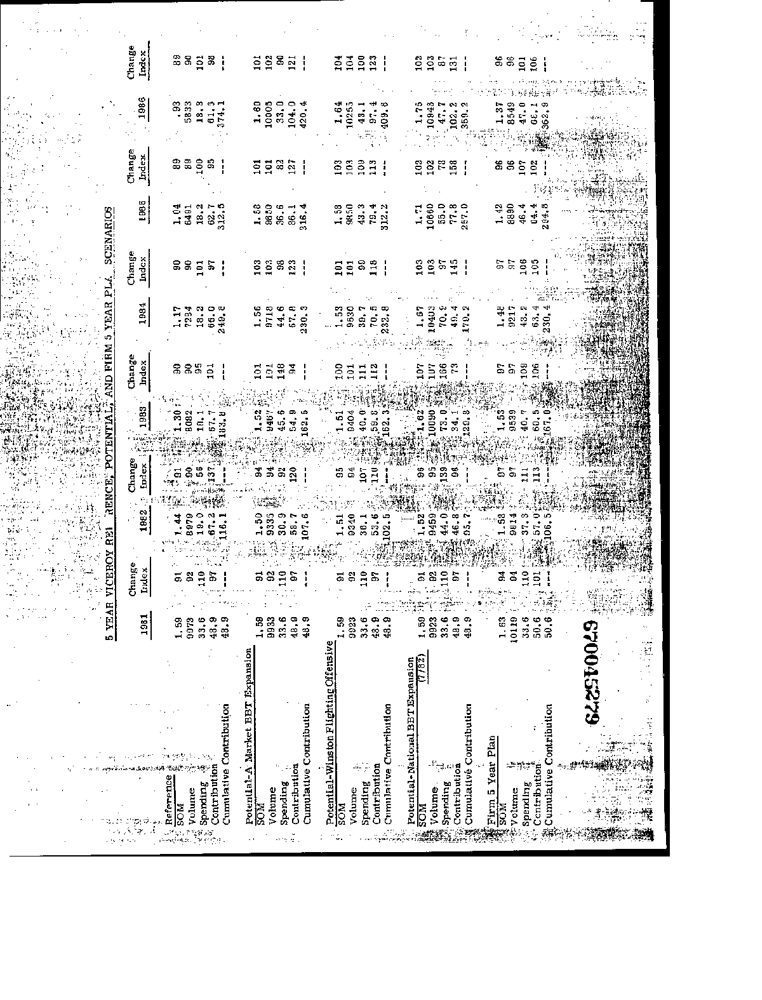 5 YEAR VICEROY REFERENCE, POTENTIAL, AND FIRM 5 YEAR PLA SCENARIOS
1981 Change Index 1982 Change Index 1983 Change Index 1984 Change Index 1985 Change Index 1986 Change Index
Reference
SOM 1.59 91 1.44 91 1.30 90 1.17 90 1.04 89 .93 89
Volume 9973 92 8979 90 8082 90 7234 90 6491 89 5833 90
Spending 33.6 110 19.0 56 18.1 95 18.2 101 18.2 100 18.3 101
Contribution 48.9 97 67.2 137 67.7 101 65.0 97 62.7 95 61.3 98
Cumulative Contribution 48.9 --- 116.1 --- 183.8 --- 249.8 --- 312.5 --- 374.1 ---
Potential-A Market BBT Expansion
SOM 1.59 91 1.50 94 1.52 101 1.56 103 1.58 101 1.60 101
Volume 9933 92 9335 94 9467 101 9718 103 9850 101 10005 102
Spending 33.6 110 30.9 92 45.6 148 44.6 98 36.6 82 33.0 90
Contribution 48.9 97 58.7 120 54.9 94 67.8 123 86.1 127 104.0 121
Cumulative Contribution 48.9 --- 107.6 --- 162.5 --- 230.3 --- 316.4 --- 420.4 ---
Potential-Winston Flighting Offensive
SOM 1.59 91 1.51 95 1.51 100 1.53 101 1.58 103 1.64 104
Volume 9923 92 9340 94 9404 101 9530 101 9850 103 10255 104
Spending 33.6 110 36.1 107 40.0 111 39.7 99 43.3 109 43.1 100
Contribution 48.9 97 53.6 110 59.8 112 70.5 118 79.4 113 97.4 123
Cumulative Contribution 48.9 --- 102.5 --- 162.3 --- 232.8 --- 312.2 --- 409.6 ---
Potential-National BBT Expansion
(7/82)
SOM 1.59 91 1.52 96 1.62 107 1.67 103 1.71 102 1.75 102
Volume 9923 92 9459 95 10090 107 10403 103 10660 102 10943 103
Spending 33.6 110 44.0 139 73.0 166 70.9 97 55.0 78 47.7 87
Contribution 48.9 97 46.8 96 34.1 73 49.4 145 77.8 158 102.2 131
Cumulative Contribution 48.9 --- 95.7 --- 129.8 --- 179.2 --- 257.0 --- 359.2 ---
Firm 5 Year Plan
SOM 1.63 94 1.58 97 1.53 97 1.48 97 1.42 96 1.37 96
Volume 10119 94 9814 97 9539 97 9217 97 8890 96 8549 96
Spending 33.6 110 37.3 111 40.7 109 43.2 106 46.4 107 47.0 101
Contribution 50.6 101 57.0 113 60.5 106 63.4 105 64.4 102 68.1 106
Cumulative Contribution 50.6 --- 106.5 --- 167.0 --- 230.4 --- 294.8 --- 362.9 ---
670045279